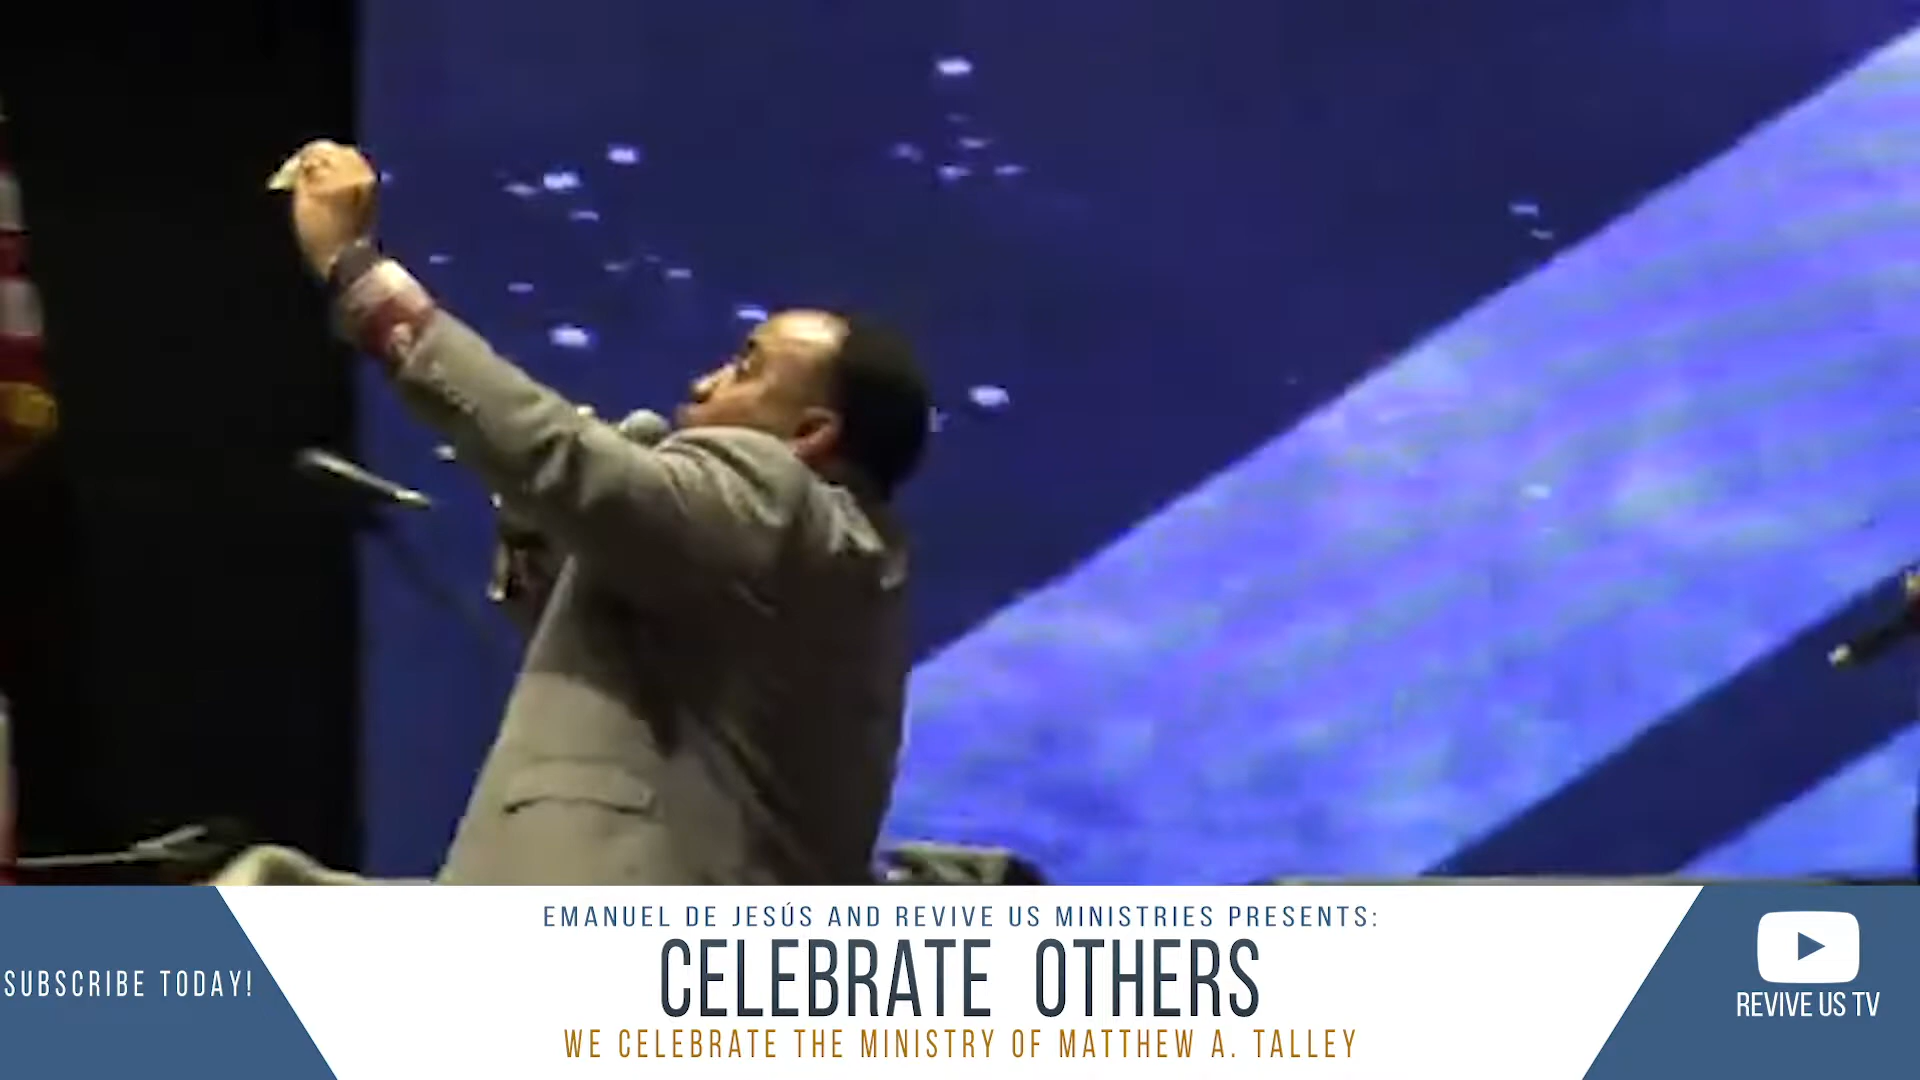 EMANUEL DE JESÚS AND REVIVE US MINISTRIES PRESENTS:
CELEBRATE OTHERS
WE CELEBRATE THE MINISTRY OF MATTHEW A. TALLEY
SUBSCRIBE TODAY!
REVIVE US TV